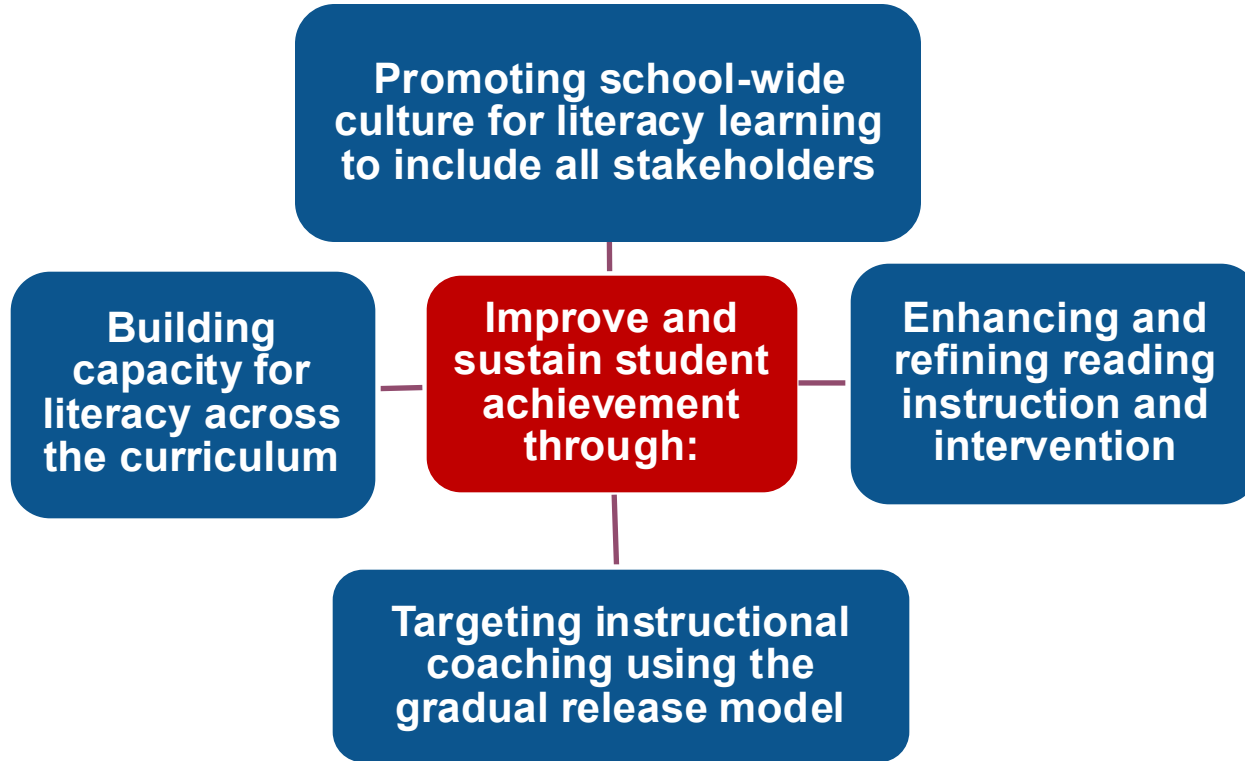 Promoting school-wide
culture for literacy learning
to include all stakeholders
Building
capacity for
literacy across
the curriculum
Improve and
sustain student
achievement
through:
Enhancing and
refining reading
instruction and
intervention
Targeting instructional
coaching using the
gradual release model